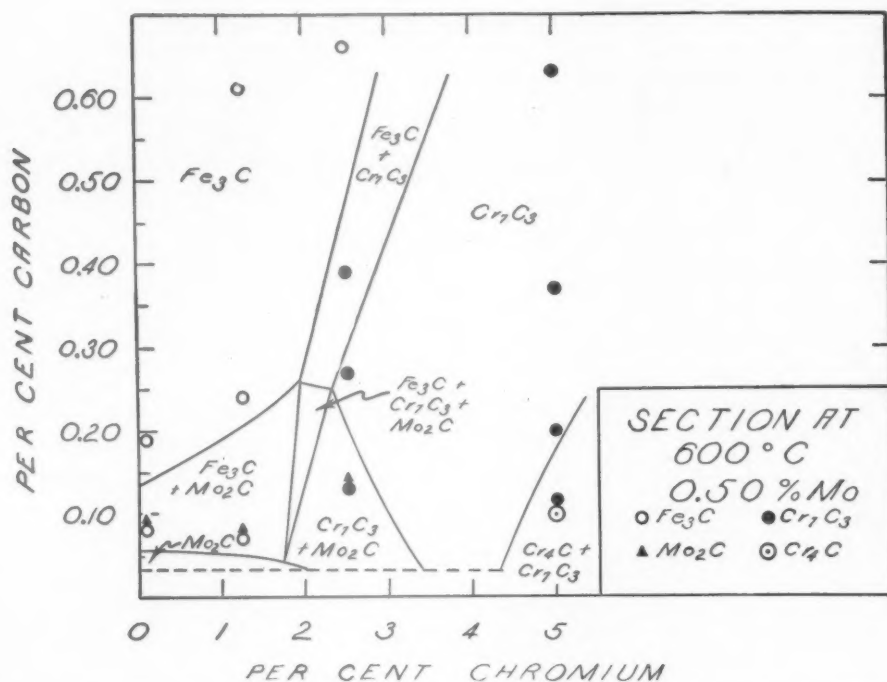 PER CENT CARBON
0.60
0.50
0.40
0.30
0.20
0.10
Fe3C
Fe3C
+
Cr7C3
Cr7C3
Fe3C +
Cr7C3 +
Mo2C
Fe3C
+ Mo2C
Mo2C
Cr7C3
+ Mo2C
Cr4C +
Cr7C3
SECTION AT
600°C
0.50 % Mo
Fe3C
Cr7C3
Mo2C
Cr4C
0 1 2 3 4 5
PER CENT CHROMIUM